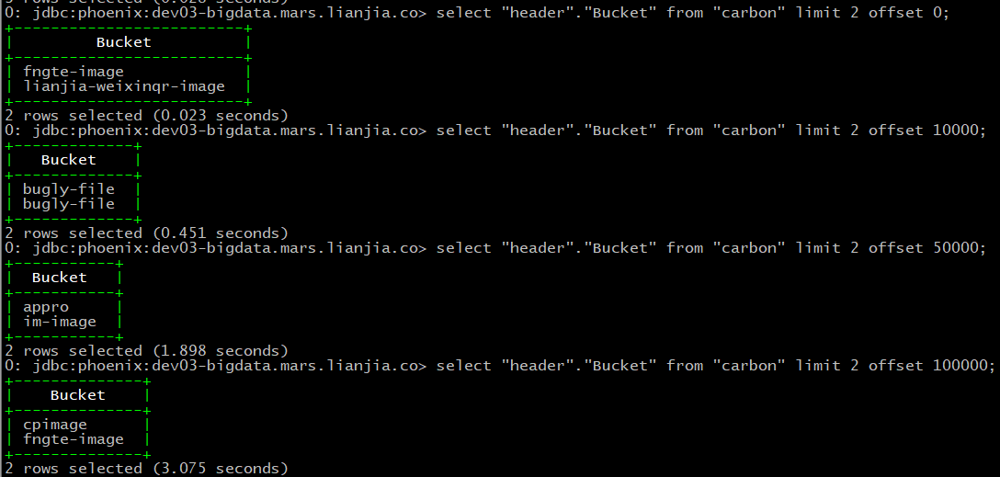 0: jdbc:phoenix:dev03-bigdata.mars.lianjia.co> select "header"."Bucket" from "carbon" limit 2 offset 0;
+-------------------------+
|         Bucket          |
+-------------------------+
| fngte-image             |
| lianjia-weixinqr-image  |
+-------------------------+
2 rows selected (0.023 seconds)
0: jdbc:phoenix:dev03-bigdata.mars.lianjia.co> select "header"."Bucket" from "carbon" limit 2 offset 10000;
+-------------+
|   Bucket    |
+-------------+
| bugly-file  |
| bugly-file  |
+-------------+
2 rows selected (0.451 seconds)
0: jdbc:phoenix:dev03-bigdata.mars.lianjia.co> select "header"."Bucket" from "carbon" limit 2 offset 50000;
+-----------+
|  Bucket   |
+-----------+
| appro     |
| im-image  |
+-----------+
2 rows selected (1.898 seconds)
0: jdbc:phoenix:dev03-bigdata.mars.lianjia.co> select "header"."Bucket" from "carbon" limit 2 offset 100000;
+--------------+
|    Bucket    |
+--------------+
| cpimage      |
| fngte-image  |
+--------------+
2 rows selected (3.075 seconds)